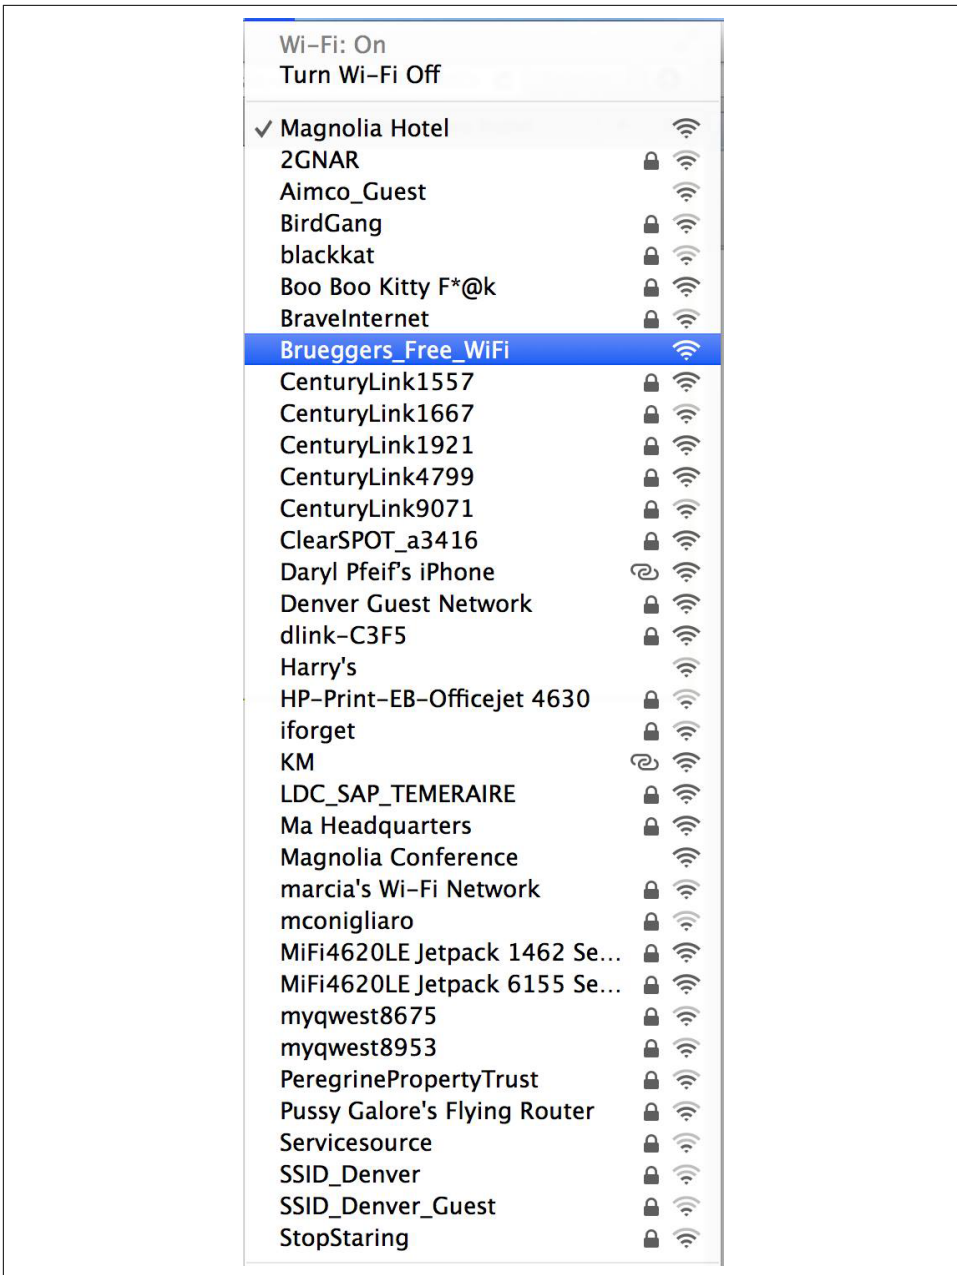 Wi-Fi: On
Turn Wi-Fi Off
Magnolia Hotel
2GNAR
Aimco_Guest
BirdGang
blackkat
Boo Boo Kitty F*@k
BraveInternet
Brueggers_Free_WiFi
CenturyLink1557
CenturyLink1667
CenturyLink1921
CenturyLink4799
CenturyLink9071
ClearSPOT_a3416
Daryl Pfeif's iPhone
Denver Guest Network
dlink-C3F5
Harry's
HP-Print-EB-Officejet 4630
iforget
KM
LDC_SAP_TEMERAIRE
Ma Headquarters
Magnolia Conference
marcia's Wi-Fi Network
mconigliaro
MiFi4620LE Jetpack 1462 Se...
MiFi4620LE Jetpack 6155 Se...
myqwest8675
myqwest8953
PeregrinePropertyTrust
Pussy Galore's Flying Router
Servicesource
SSID_Denver
SSID_Denver_Guest
StopStaring